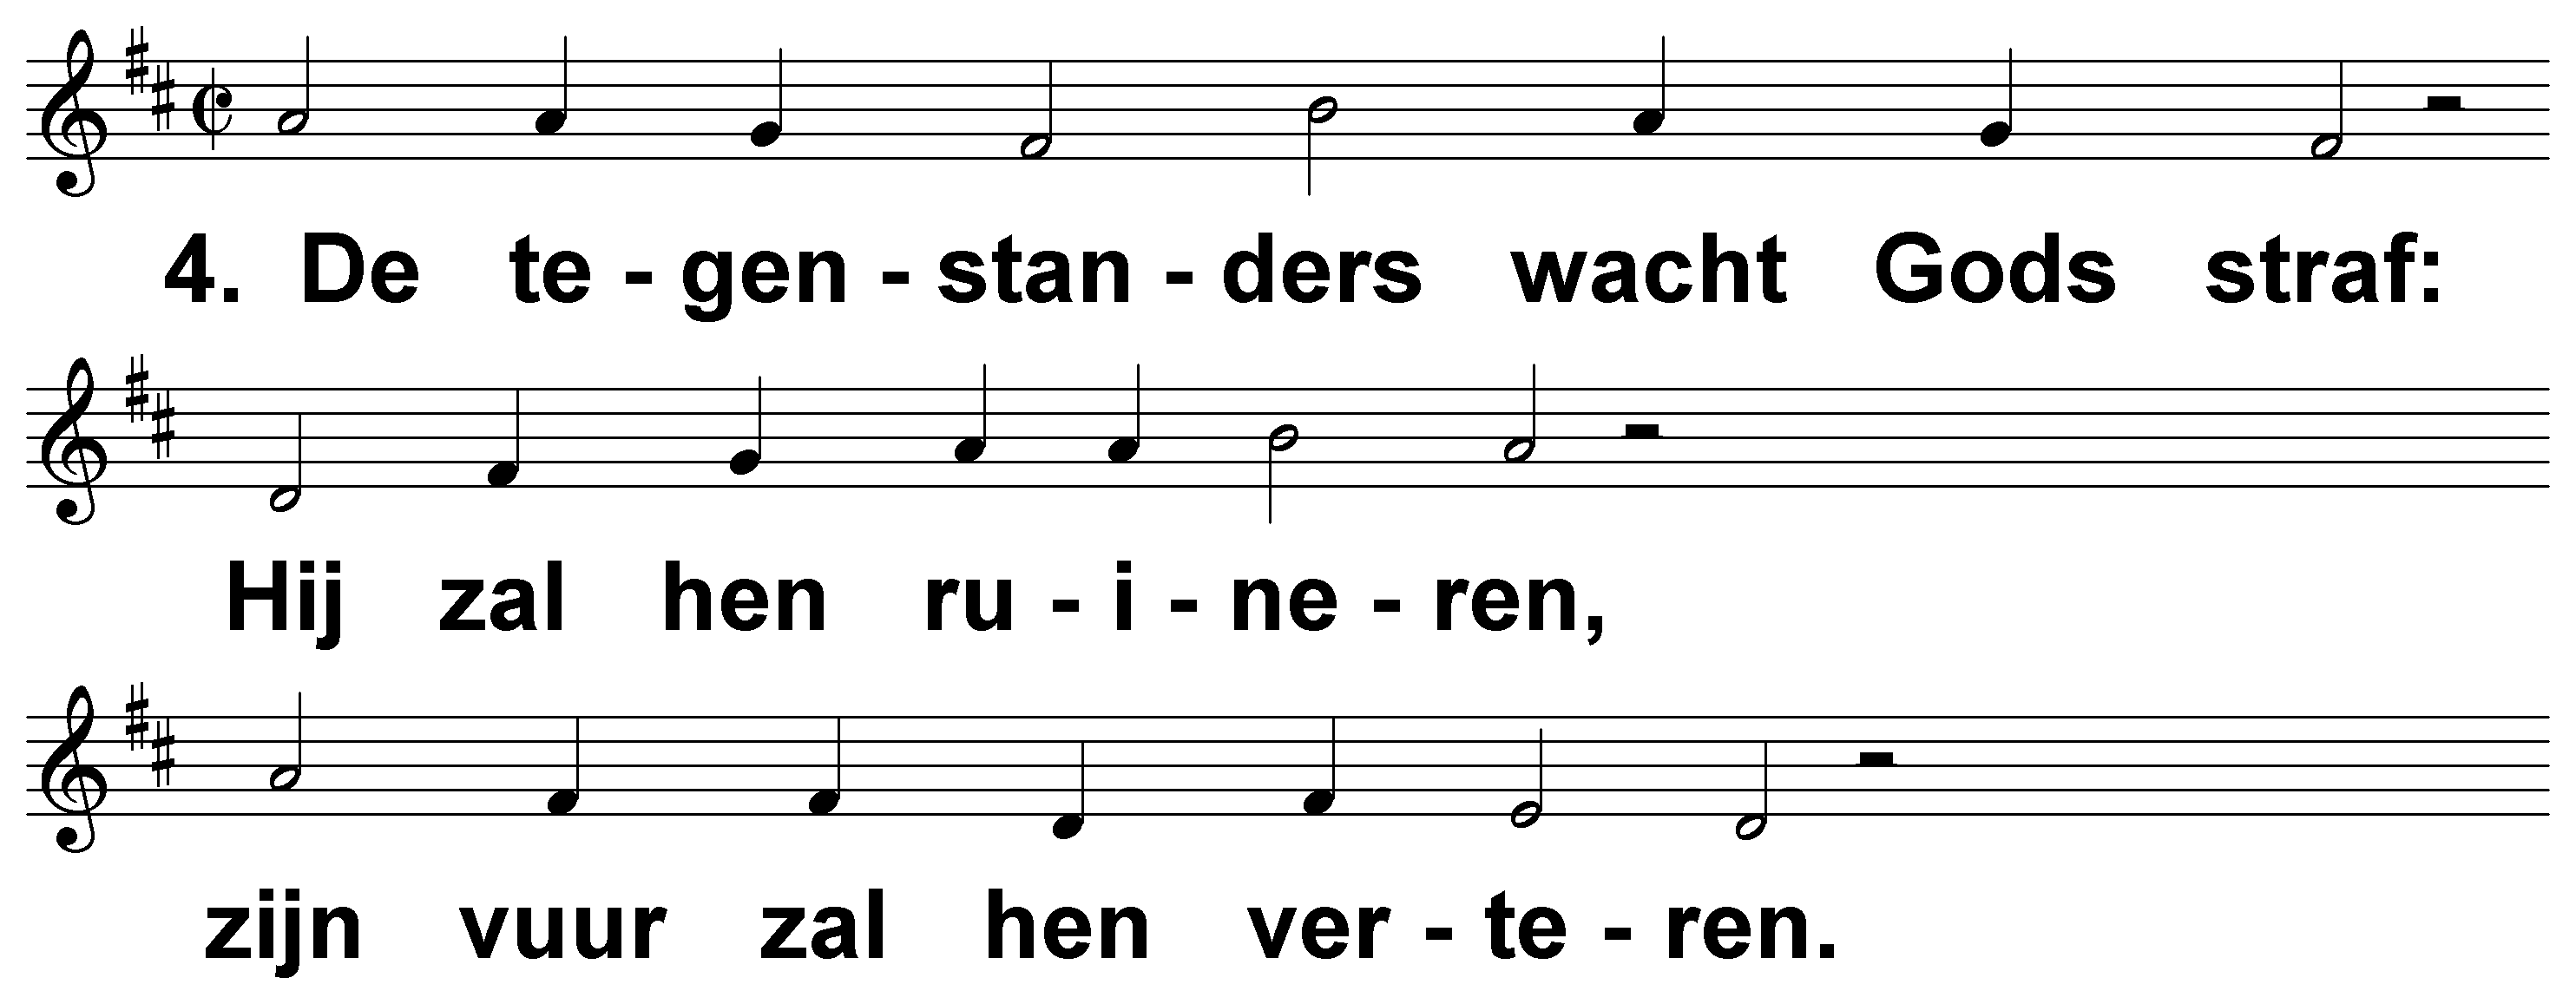 4. De te - gen - stan - ders wacht Gods straf:
Hij zal hen ru - i - ne - ren,
zijn vuur zal hen ver - te - ren.